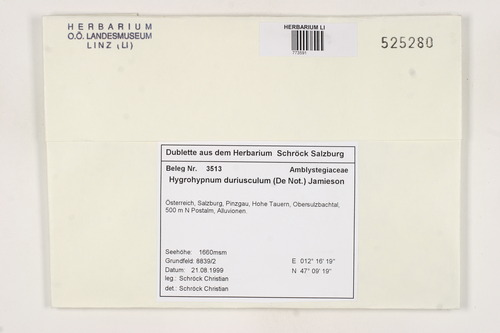 HERBARIUM
O.Ö. LANDESMUSEUM
LINZ (LI)
HERBARIUM LI
773591
525280
Dublette aus dem Herbarium Schröck Salzburg
Beleg Nr. 3513 Amblystegiaceae
Hygrohypnum duriusculum (De Not.) Jamieson
Österreich, Salzburg, Pinzgau, Hohe Tauern, Obersulzbachtal,
500 m N Postalm, Alluvionen.
Seehöhe: 1660msm
Grundfeld: 8839/2 E 012° 16' 19"
Datum: 21.08.1999 N 47° 09' 19"
leg.: Schröck Christian
det.: Schröck Christian